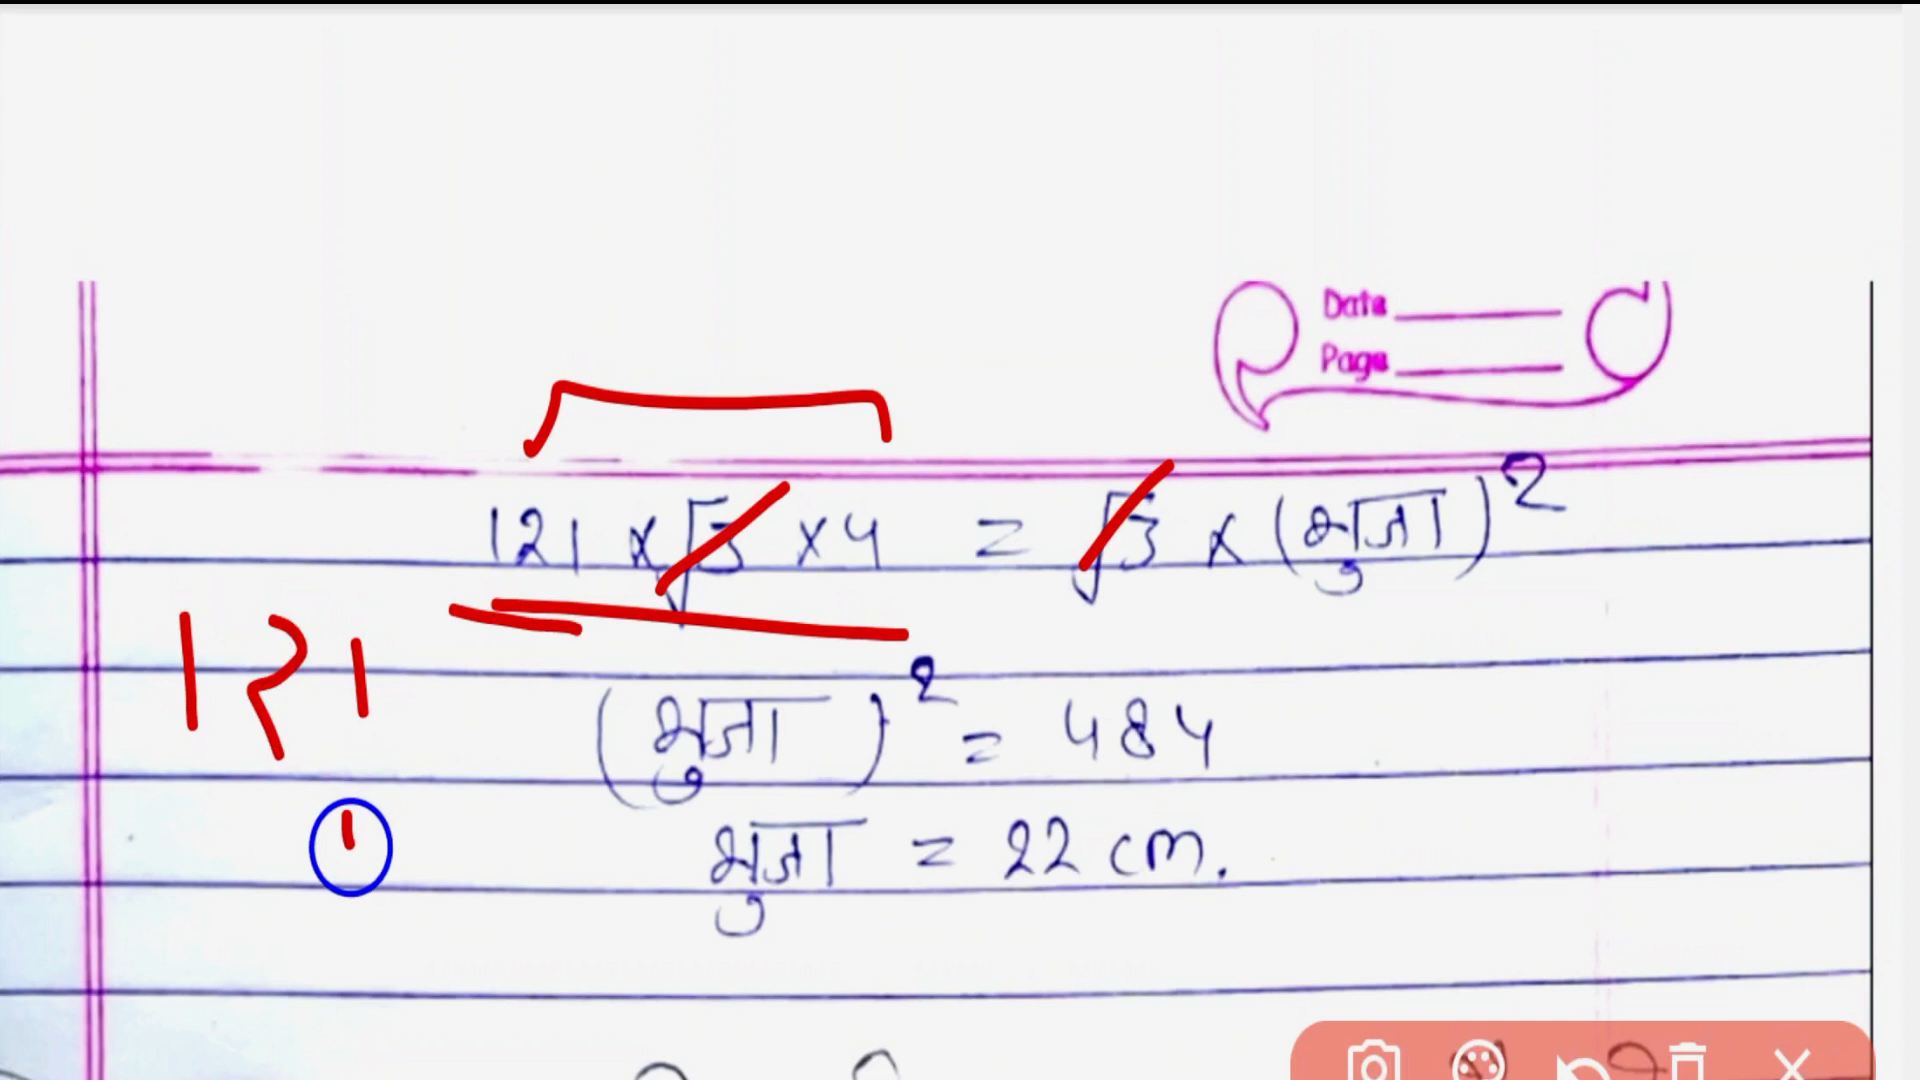 Date
Page
121 × √3 × 4 = √3 × (भुजा)²
121
(भुजा)² = 484
1
भुजा = 22 cm.